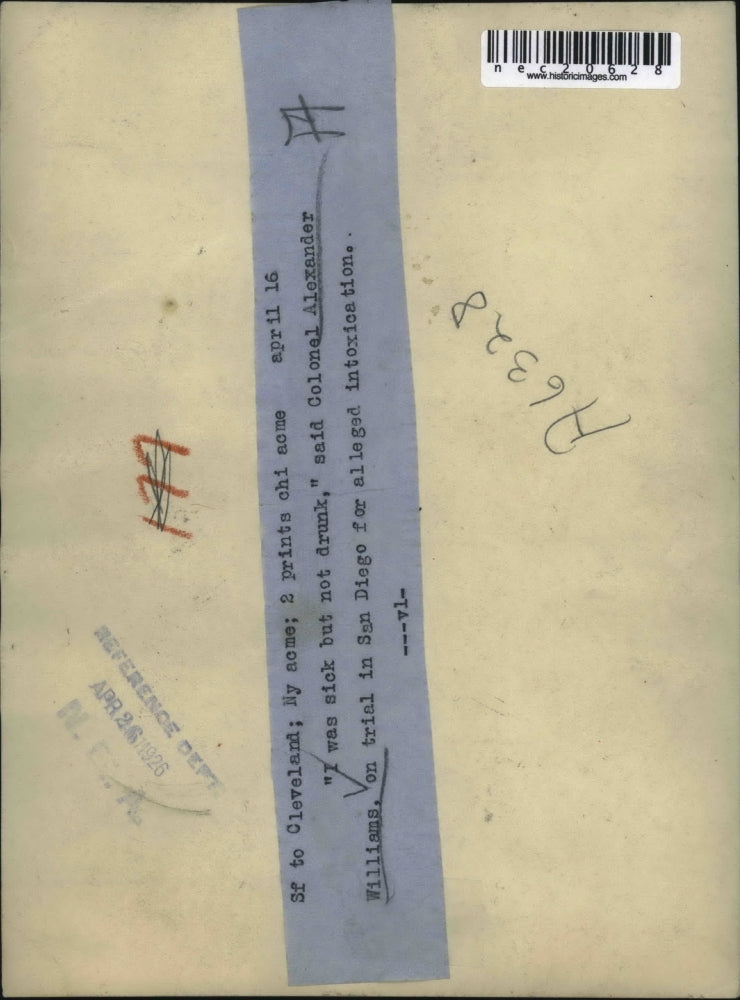 nec20628
www.historicimages.com
Sf to Cleveland; Ny acme; 2 prints chi acme april 16
"I was sick but not drunk," said Colonel Alexander
Williams, on trial in San Diego for alleged intoxication..
---vl-
A6328
REFERENCE DEPT
APR 26 1926
N. E. A.